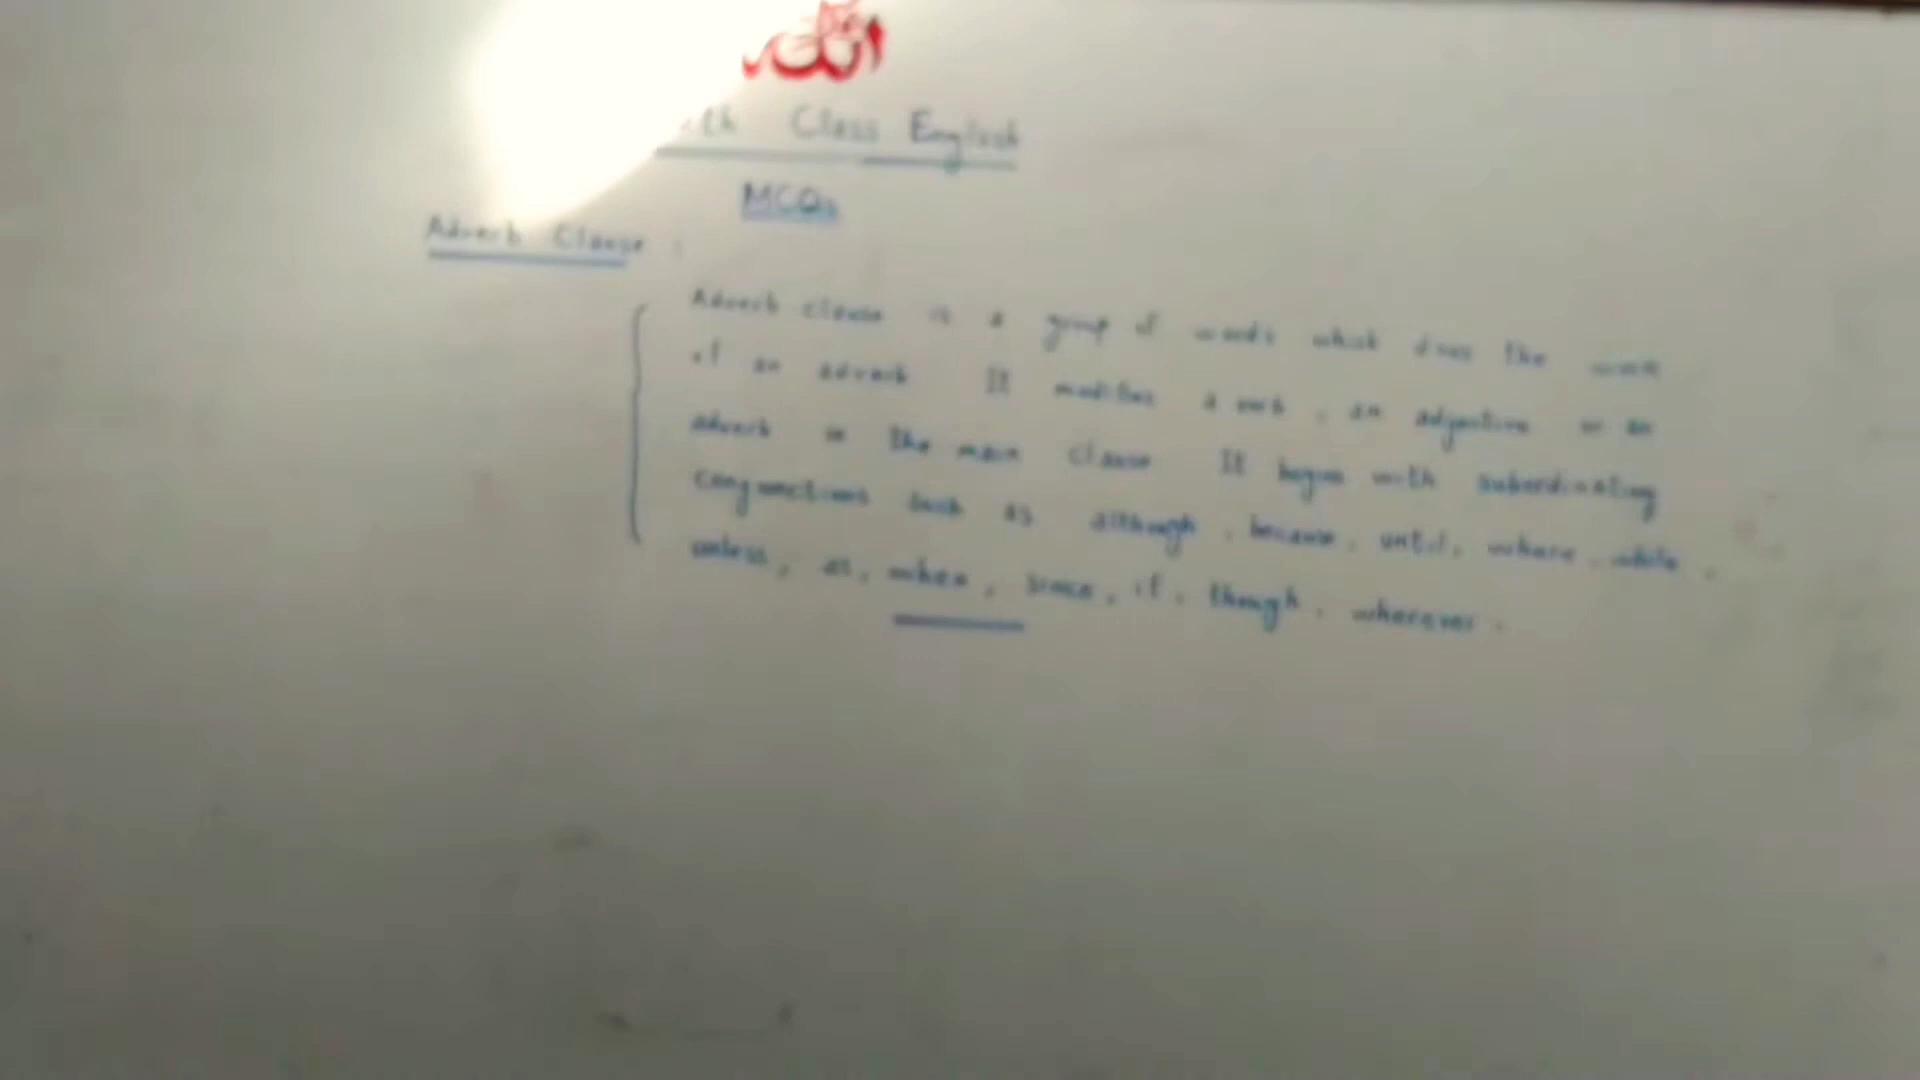 الله
th Class English
MCQs
Adverb Clause :
Adverb clause is a group of words which does the work
of an adverb It modifies a verb , an adjective or an
adverb in the main clause It begins with subordinating
conjunctions such as although , because , until , where , while ,
unless , as , when , since , if , though , wherever .